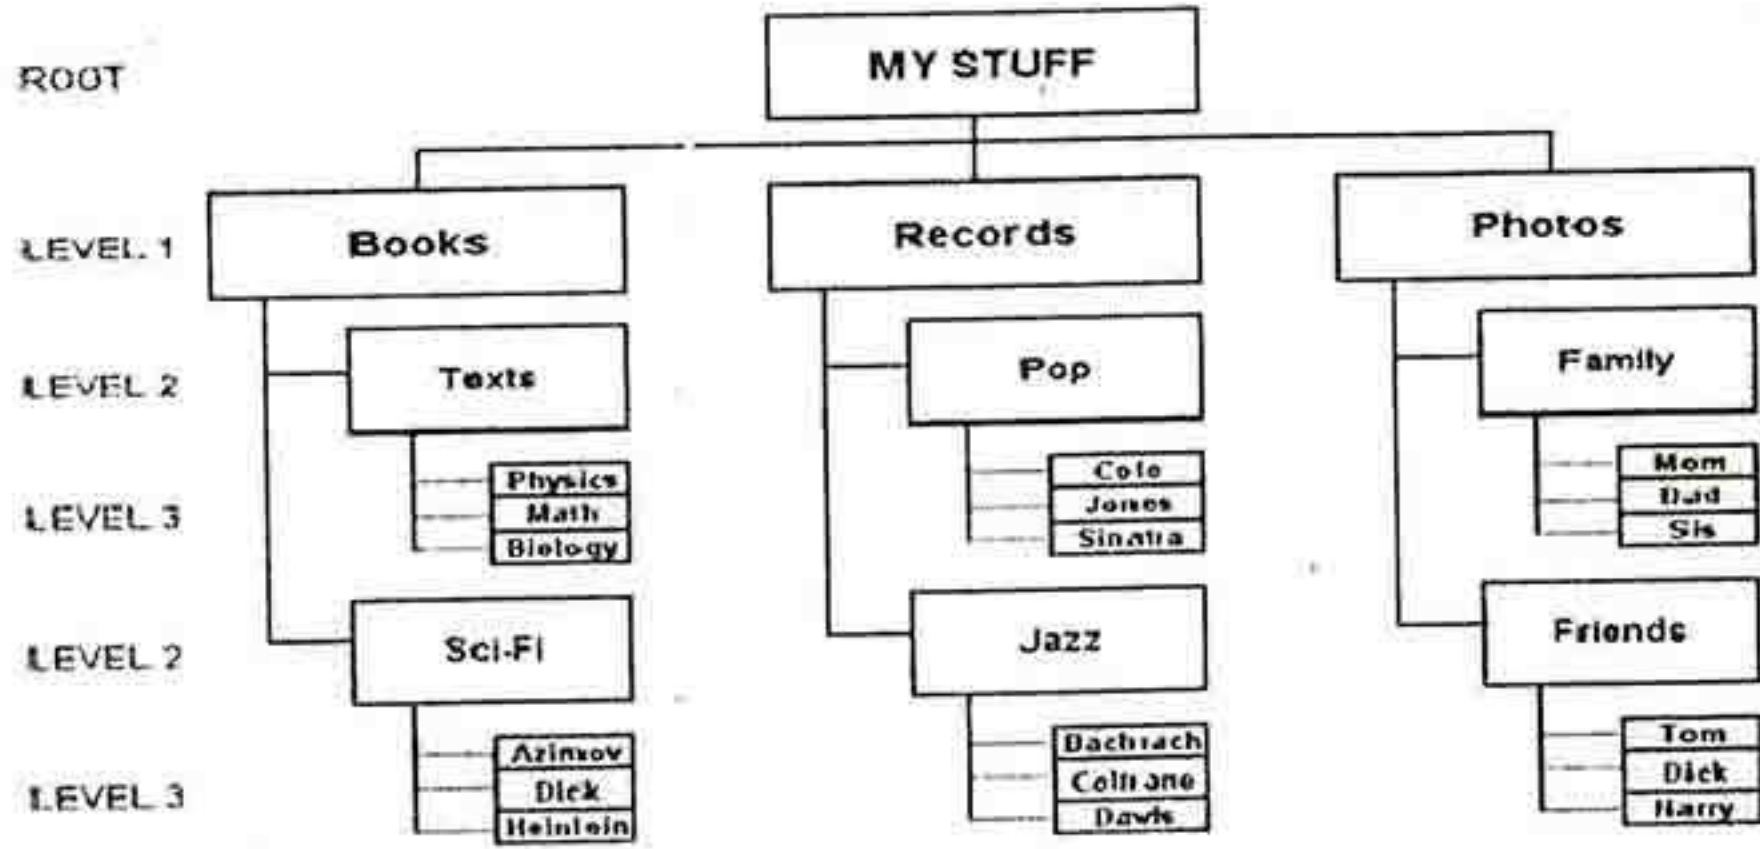 ROOT
MY STUFF
LEVEL 1
Books
Records
Photos
LEVEL 2
Texts
Pop
Family
LEVEL 3
Physics
Math
Biology
Cole
Jones
Sinatra
Mom
Dad
Sis
LEVEL 2
Sci-Fi
Jazz
Friends
LEVEL 3
Azimov
Dick
Heinlein
Bachrach
Coltrane
Davis
Tom
Dick
Harry